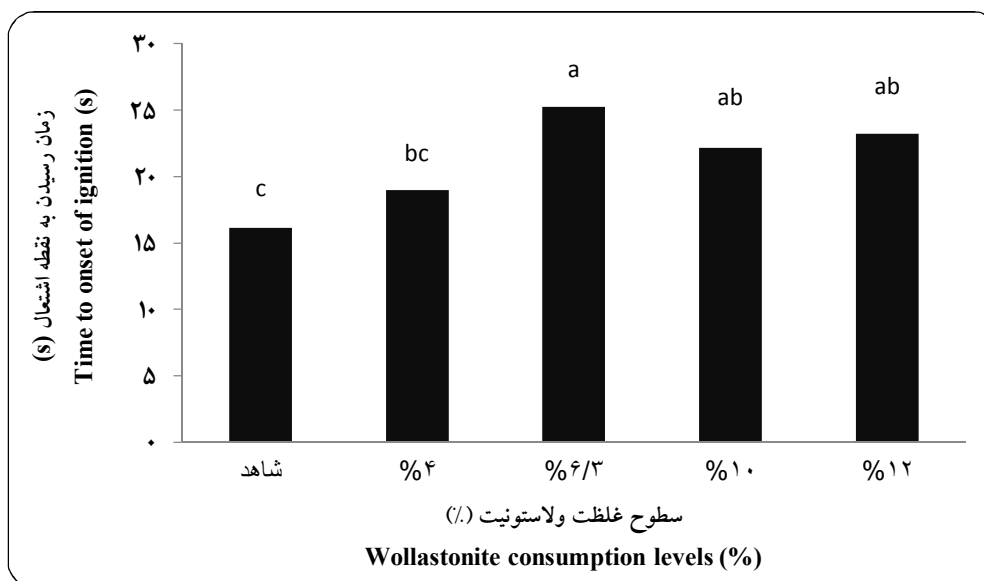 زمان رسیدن به نقطه اشتعال (s)
Time to onset of ignition (s)
۳۰
۲۵
۲۰
۱۵
۱۰
۵
۰
c
bc
a
ab
ab
شاهد
%۴
%۶/۳
%۱۰
%۱۲
سطوح غلظت ولاستونیت (٪)
Wollastonite consumption levels (%)